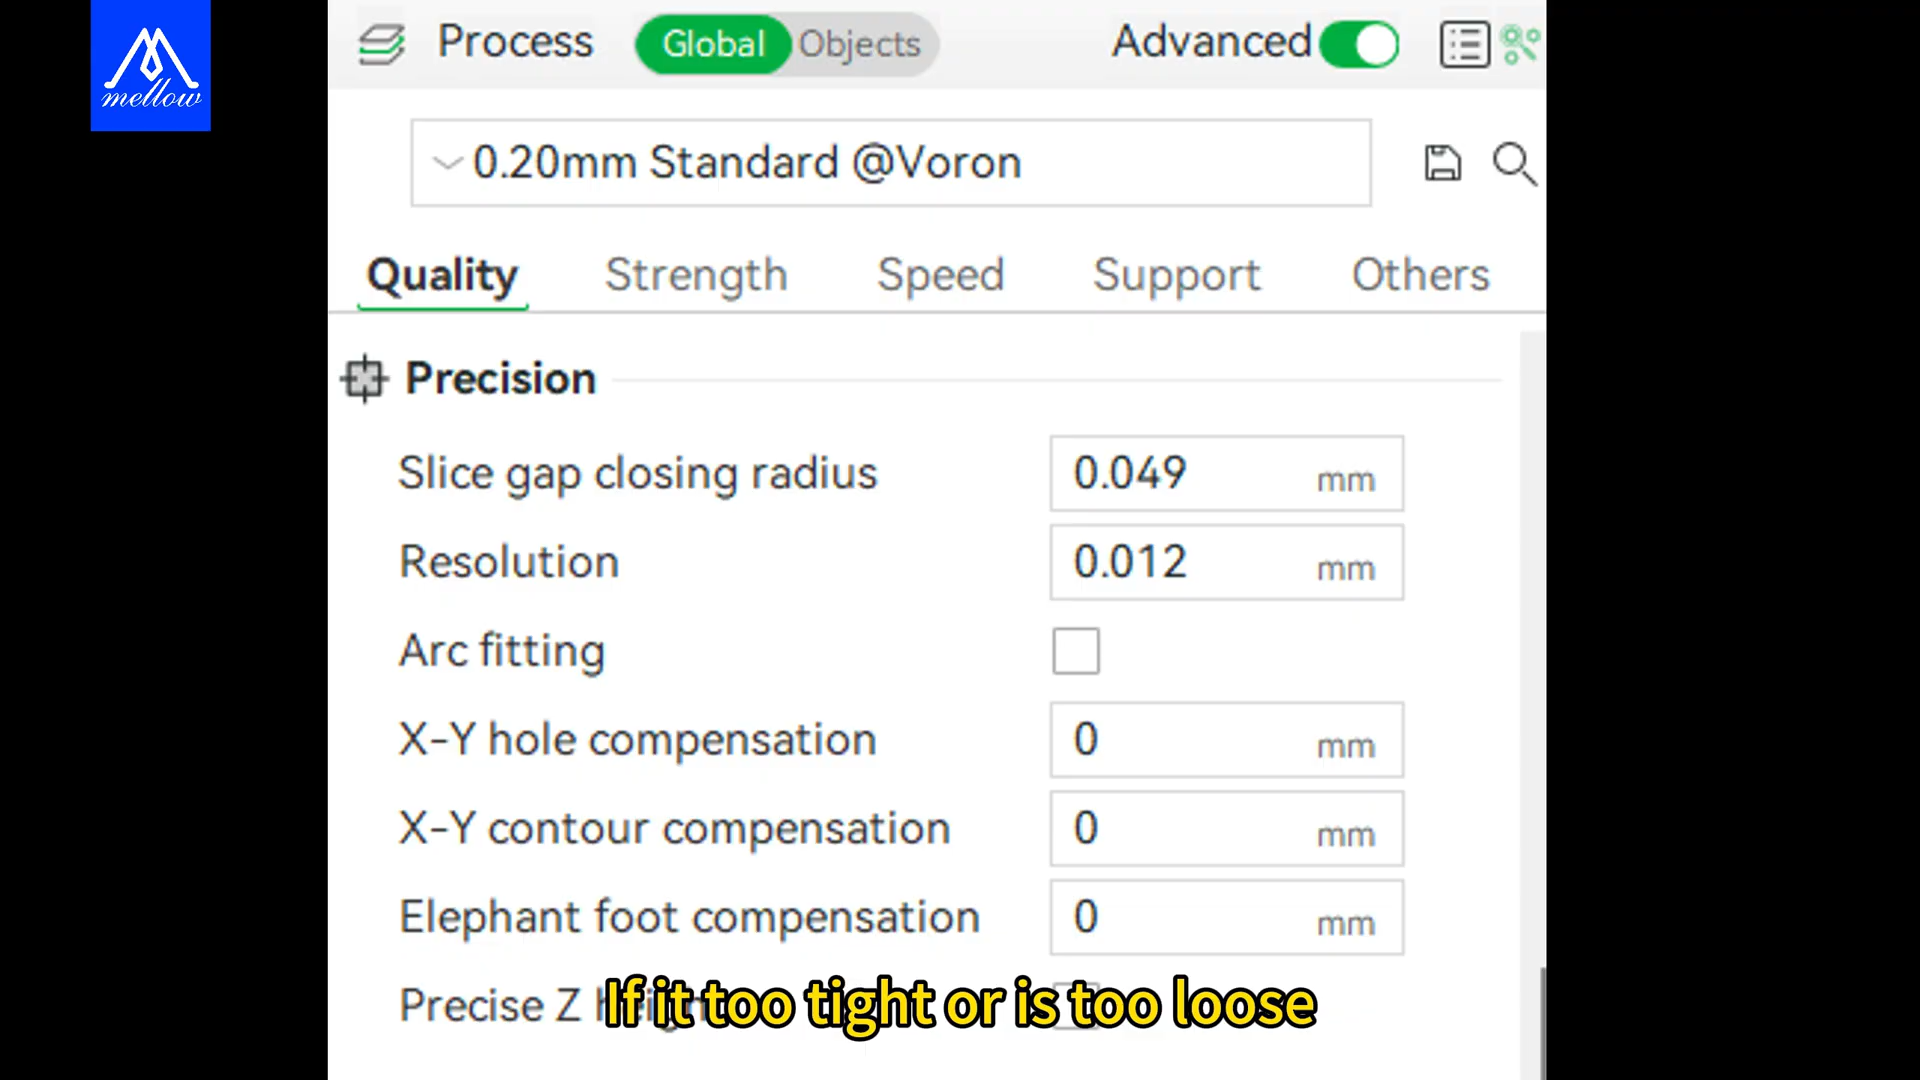 mellow
Process Global Objects Advanced
0.20mm Standard @Voron
Quality Strength Speed Support Others
Precision
Slice gap closing radius 0.049 mm
Resolution 0.012 mm
Arc fitting
X-Y hole compensation 0 mm
X-Y contour compensation 0 mm
Elephant foot compensation 0 mm
Precise Z
If it too tight or is too loose